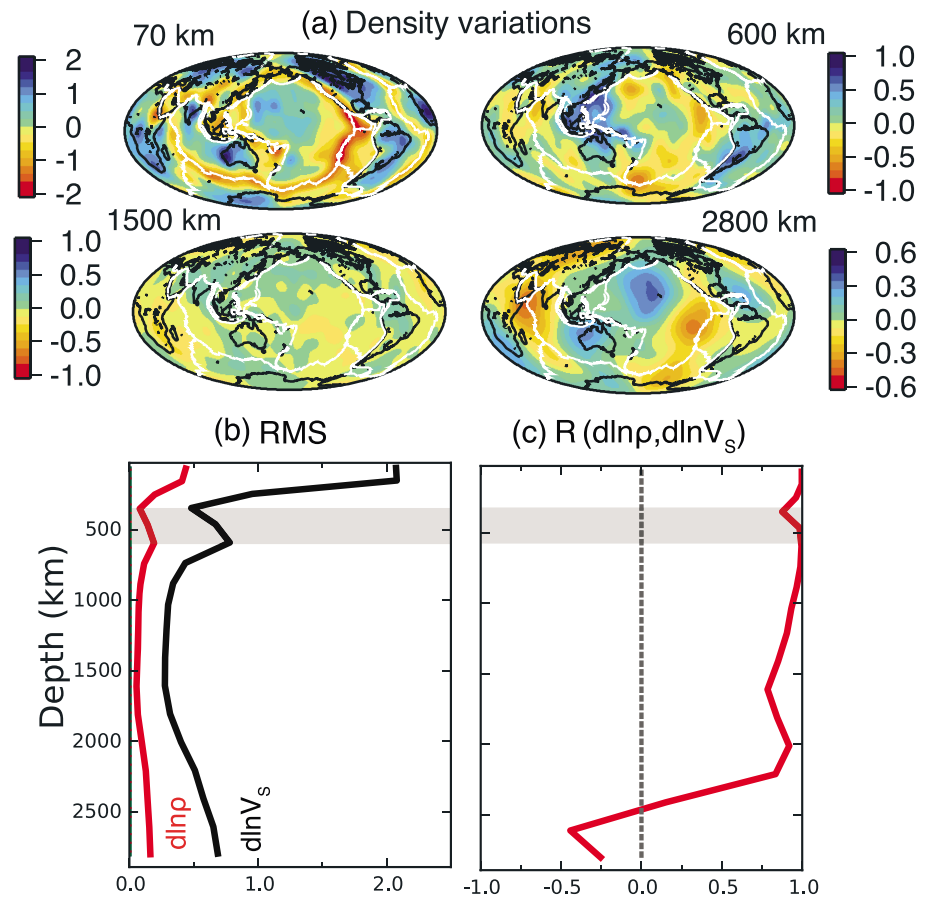 (a) Density variations
70 km
600 km
2
1
0
-1
-2
1.0
0.5
0.0
-0.5
-1.0
1500 km
2800 km
1.0
0.5
0.0
-0.5
-1.0
0.6
0.3
0.0
-0.3
-0.6
(b) RMS
(c) R (dlnρ,dlnVs)
Depth (km)
500
1000
1500
2000
2500
dlnρ
dlnVs
0.0 1.0 2.0
-1.0 -0.5 0.0 0.5 1.0